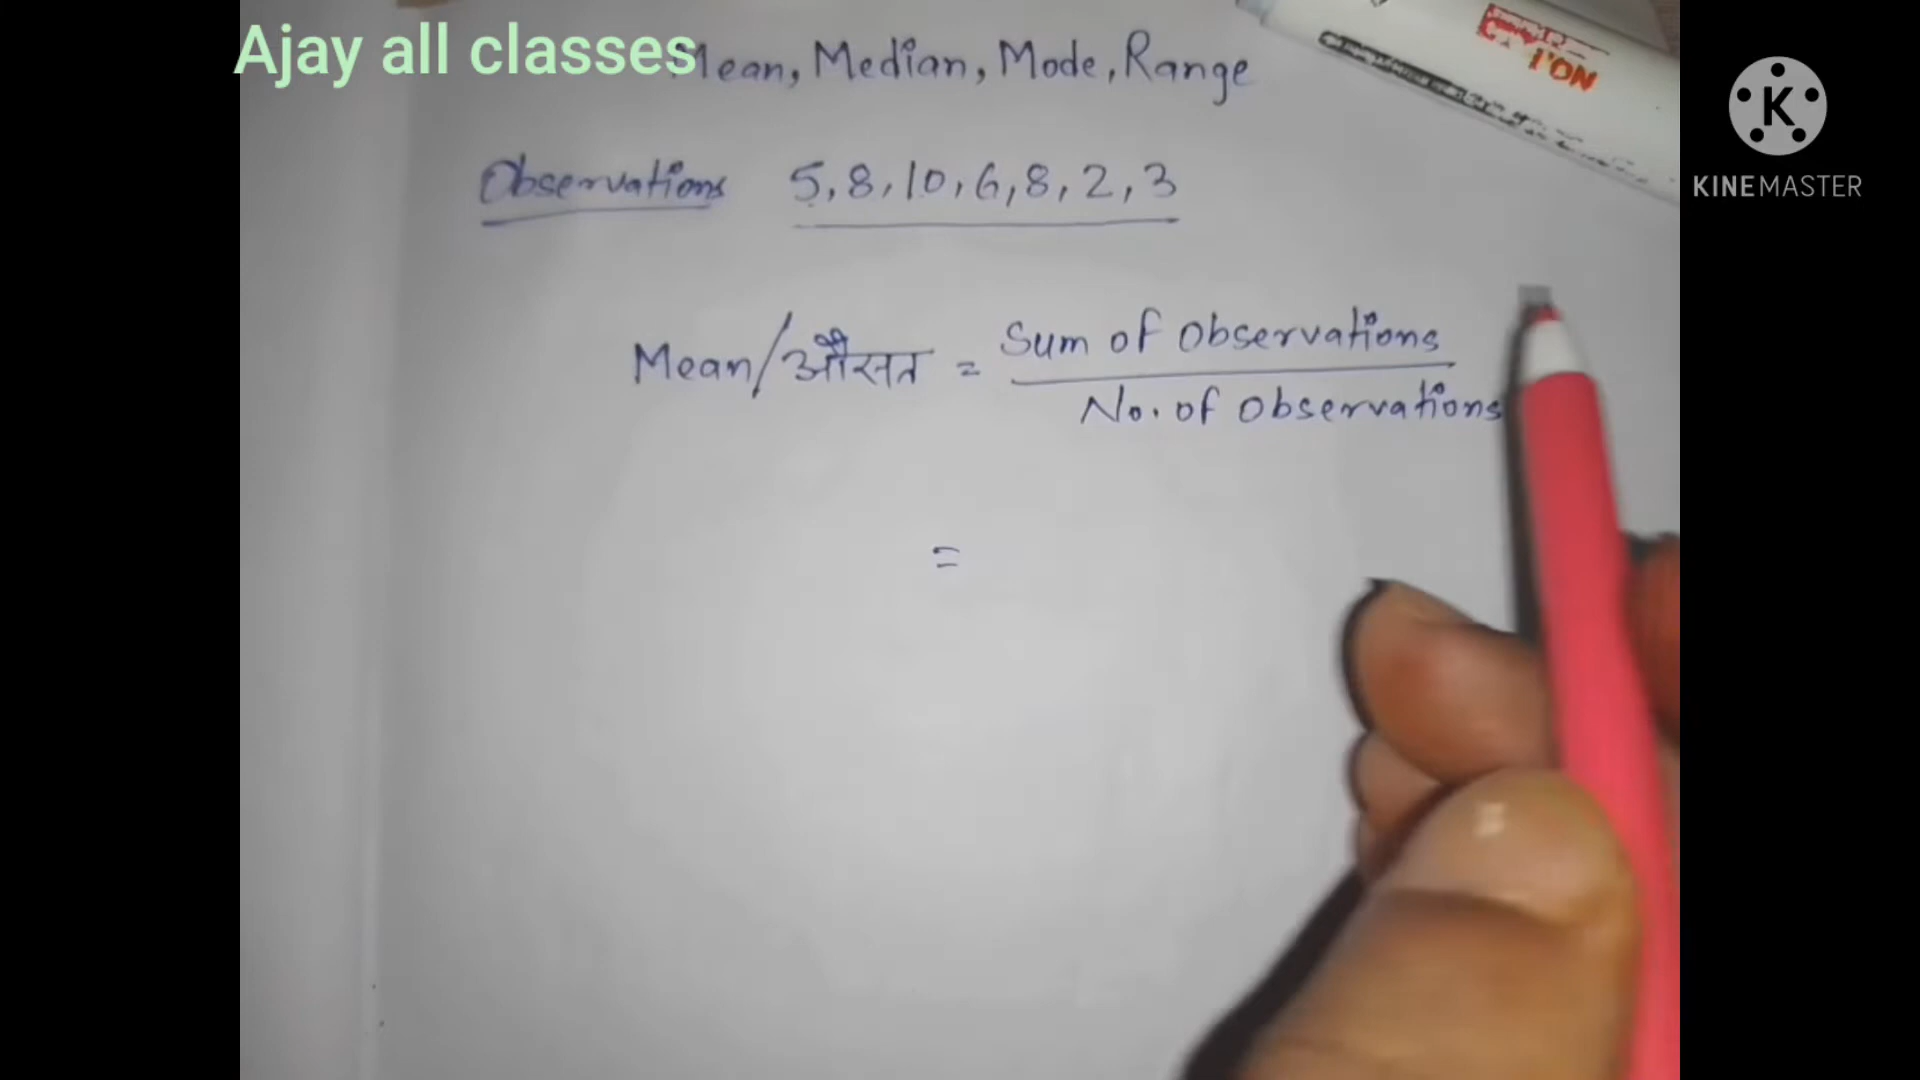 Ajay all classes
Mean, Median, Mode, Range
K
KINEMASTER
Observations 5, 8, 10, 6, 8, 2, 3
Mean/औसत = Sum of Observations
No. of Observations
=